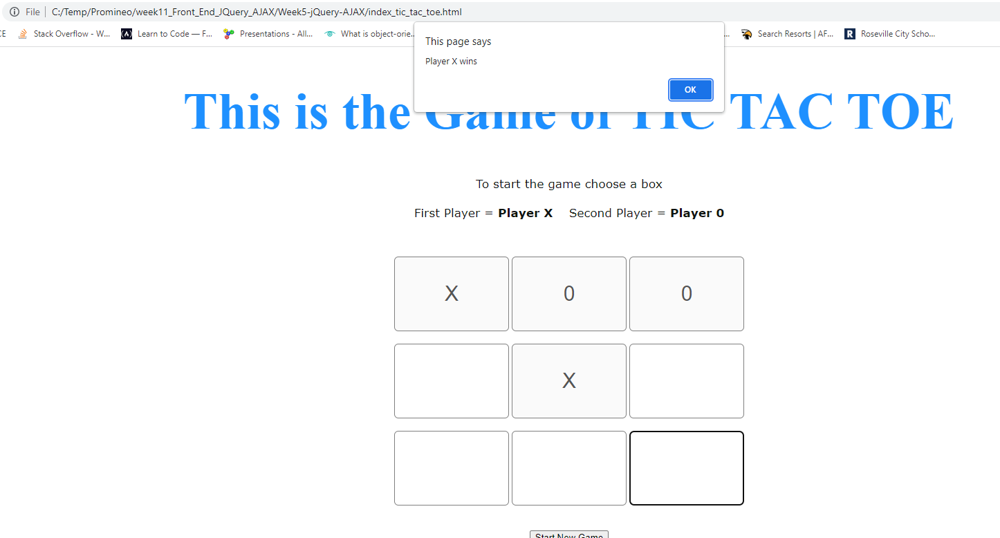 File C:/Temp/Promineo/week11_Front_End_JQuery_AJAX/Week5-jQuery-AJAX/index_tic_tac_toe.html
CE Stack Overflow - W... Learn to Code — F... Presentations - All... What is object-orie... ... Search Resorts | AF... R Roseville City Scho...
This page says
Player X wins
OK
This is the Game of TIC TAC TOE
To start the game choose a box
First Player = Player X Second Player = Player 0
X 0 0
X
Start New Game